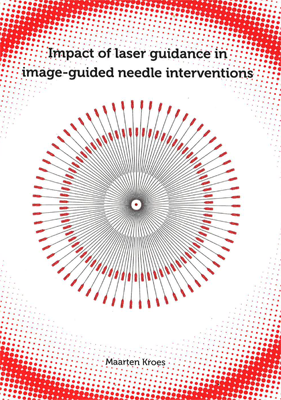 Impact of laser guidance in
image-guided needle interventions
Maarten Kroes